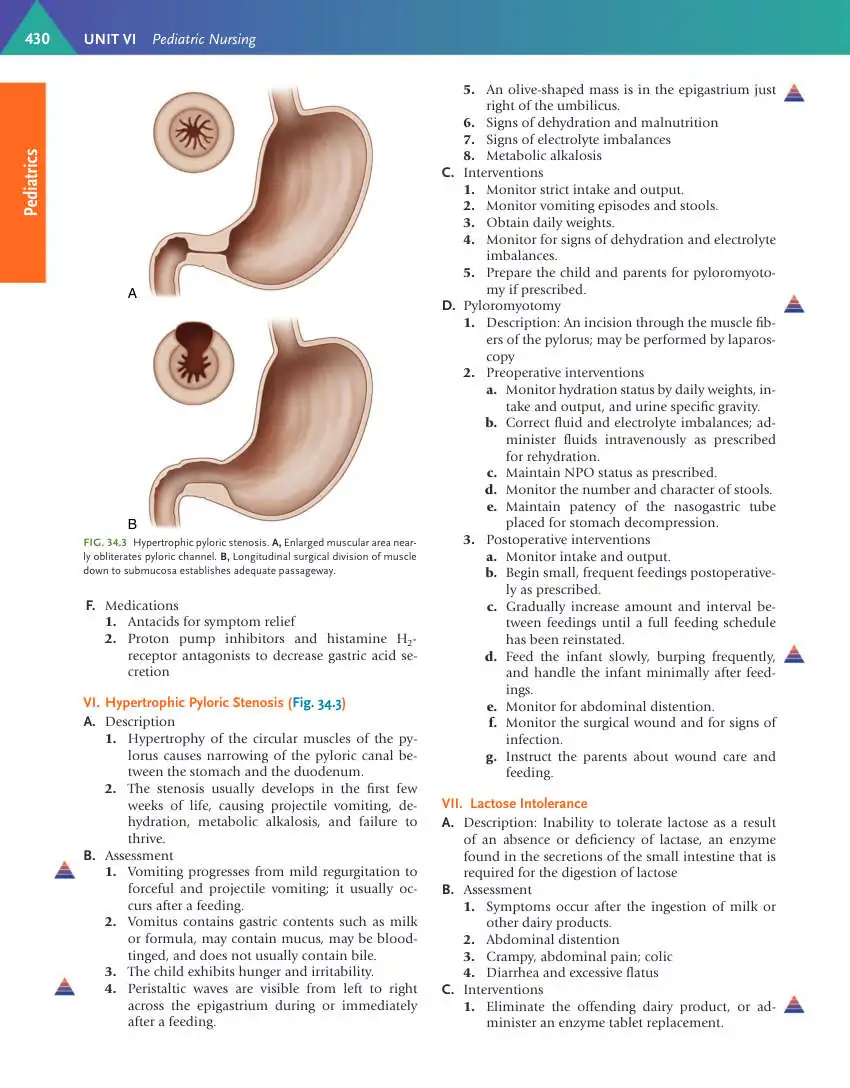 430
UNIT VI Pediatric Nursing
Pediatrics
A
B
FIG. 34.3 Hypertrophic pyloric stenosis. A, Enlarged muscular area near-
ly obliterates pyloric channel. B, Longitudinal surgical division of muscle
down to submucosa establishes adequate passageway.
F. Medications
1. Antacids for symptom relief
2. Proton pump inhibitors and histamine H₂-
receptor antagonists to decrease gastric acid se-
cretion
VI. Hypertrophic Pyloric Stenosis (Fig. 34.3)
A. Description
1. Hypertrophy of the circular muscles of the py-
lorus causes narrowing of the pyloric canal be-
tween the stomach and the duodenum.
2. The stenosis usually develops in the first few
weeks of life, causing projectile vomiting, de-
hydration, metabolic alkalosis, and failure to
thrive.
B. Assessment
1. Vomiting progresses from mild regurgitation to
forceful and projectile vomiting; it usually oc-
curs after a feeding.
2. Vomitus contains gastric contents such as milk
or formula, may contain mucus, may be blood-
tinged, and does not usually contain bile.
3. The child exhibits hunger and irritability.
4. Peristaltic waves are visible from left to right
across the epigastrium during or immediately
after a feeding.
5. An olive-shaped mass is in the epigastrium just
right of the umbilicus.
6. Signs of dehydration and malnutrition
7. Signs of electrolyte imbalances
8. Metabolic alkalosis
C. Interventions
1. Monitor strict intake and output.
2. Monitor vomiting episodes and stools.
3. Obtain daily weights.
4. Monitor for signs of dehydration and electrolyte
imbalances.
5. Prepare the child and parents for pyloromyoto-
my if prescribed.
D. Pyloromyotomy
1. Description: An incision through the muscle fib-
ers of the pylorus; may be performed by laparos-
copy
2. Preoperative interventions
a. Monitor hydration status by daily weights, in-
take and output, and urine specific gravity.
b. Correct fluid and electrolyte imbalances; ad-
minister fluids intravenously as prescribed
for rehydration.
c. Maintain NPO status as prescribed.
d. Monitor the number and character of stools.
e. Maintain patency of the nasogastric tube
placed for stomach decompression.
3. Postoperative interventions
a. Monitor intake and output.
b. Begin small, frequent feedings postoperative-
ly as prescribed.
c. Gradually increase amount and interval be-
tween feedings until a full feeding schedule
has been reinstated.
d. Feed the infant slowly, burping frequently,
and handle the infant minimally after feed-
ings.
e. Monitor for abdominal distention.
f. Monitor the surgical wound and for signs of
infection.
g. Instruct the parents about wound care and
feeding.
VII. Lactose Intolerance
A. Description: Inability to tolerate lactose as a result
of an absence or deficiency of lactase, an enzyme
found in the secretions of the small intestine that is
required for the digestion of lactose
B. Assessment
1. Symptoms occur after the ingestion of milk or
other dairy products.
2. Abdominal distention
3. Crampy, abdominal pain; colic
4. Diarrhea and excessive flatus
C. Interventions
1. Eliminate the offending dairy product, or ad-
minister an enzyme tablet replacement.